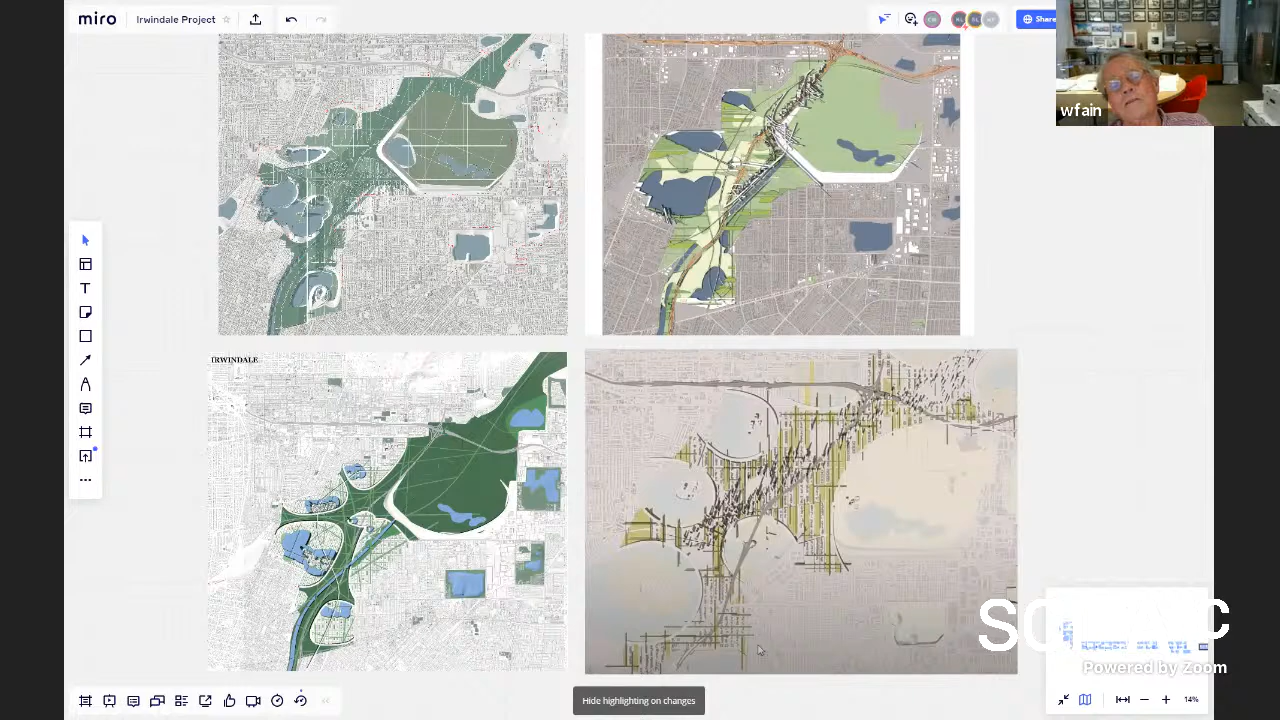 miro
Irwindale Project
Share
wfain
T
IRWINDALE
Powered by Zoom
Hide highlighting on changes
14%